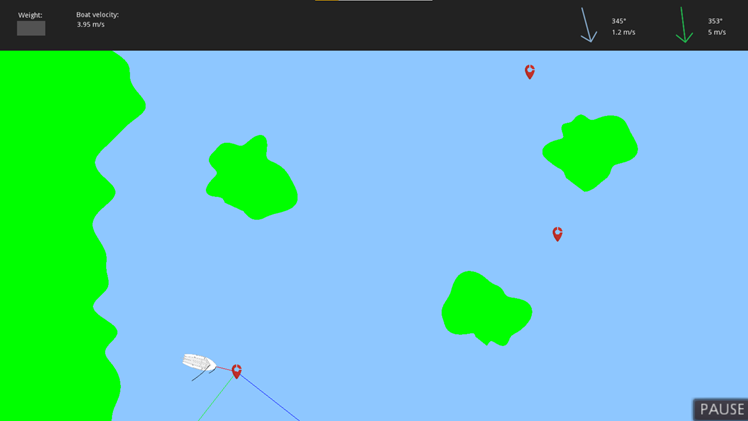 Weight:
Boat velocity:
3.95 m/s
345°
1.2 m/s
353°
5 m/s
PAUSE